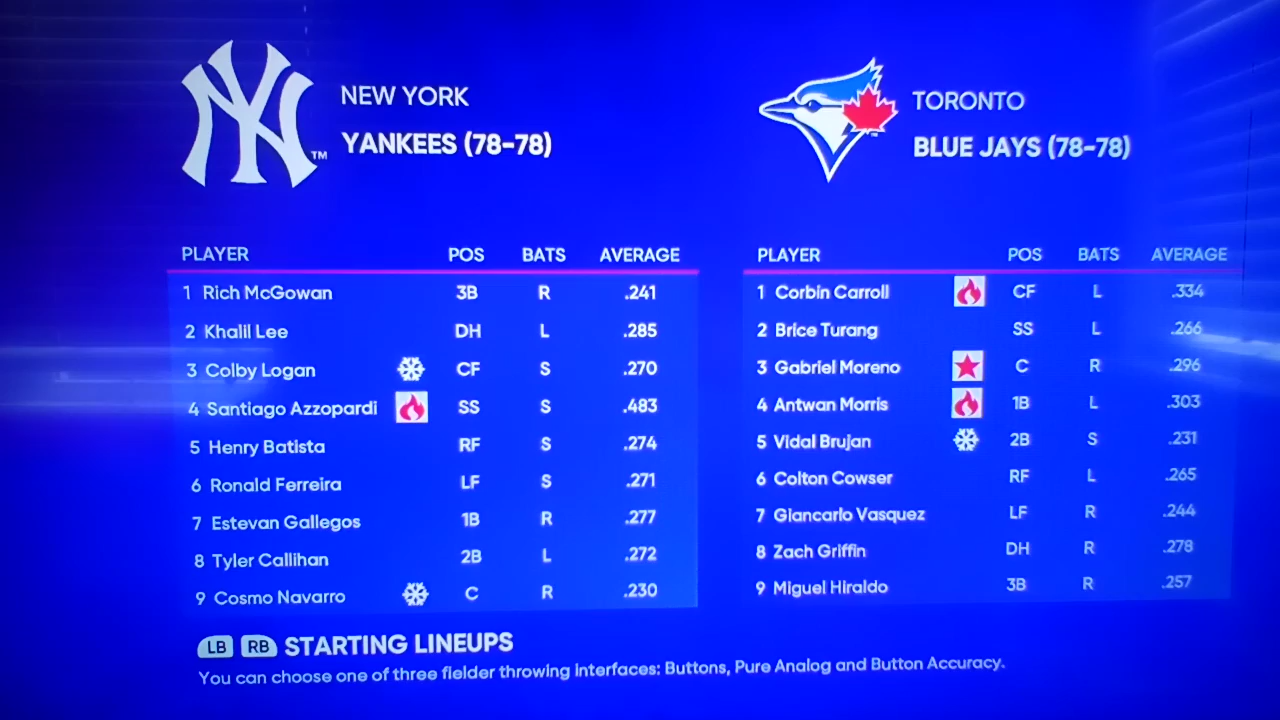 NY TM
NEW YORK
YANKEES (78-78)
TORONTO
BLUE JAYS (78-78)
PLAYER POS BATS AVERAGE
1 Rich McGowan 3B R .241
2 Khalil Lee DH L .285
3 Colby Logan CF S .270
4 Santiago Azzopardi SS S .483
5 Henry Batista RF S .274
6 Ronald Ferreira LF S .271
7 Estevan Gallegos 1B R .277
8 Tyler Callihan 2B L .272
9 Cosmo Navarro C R .230
PLAYER POS BATS AVERAGE
1 Corbin Carroll CF L .334
2 Brice Turang SS L .266
3 Gabriel Moreno C R .296
4 Antwan Morris 1B L .303
5 Vidal Brujan 2B S .231
6 Colton Cowser RF L .265
7 Giancarlo Vasquez LF R .244
8 Zach Griffin DH R .278
9 Miguel Hiraldo 3B R .257
LB RB STARTING LINEUPS
You can choose one of three fielder throwing interfaces: Buttons, Pure Analog and Button Accuracy.